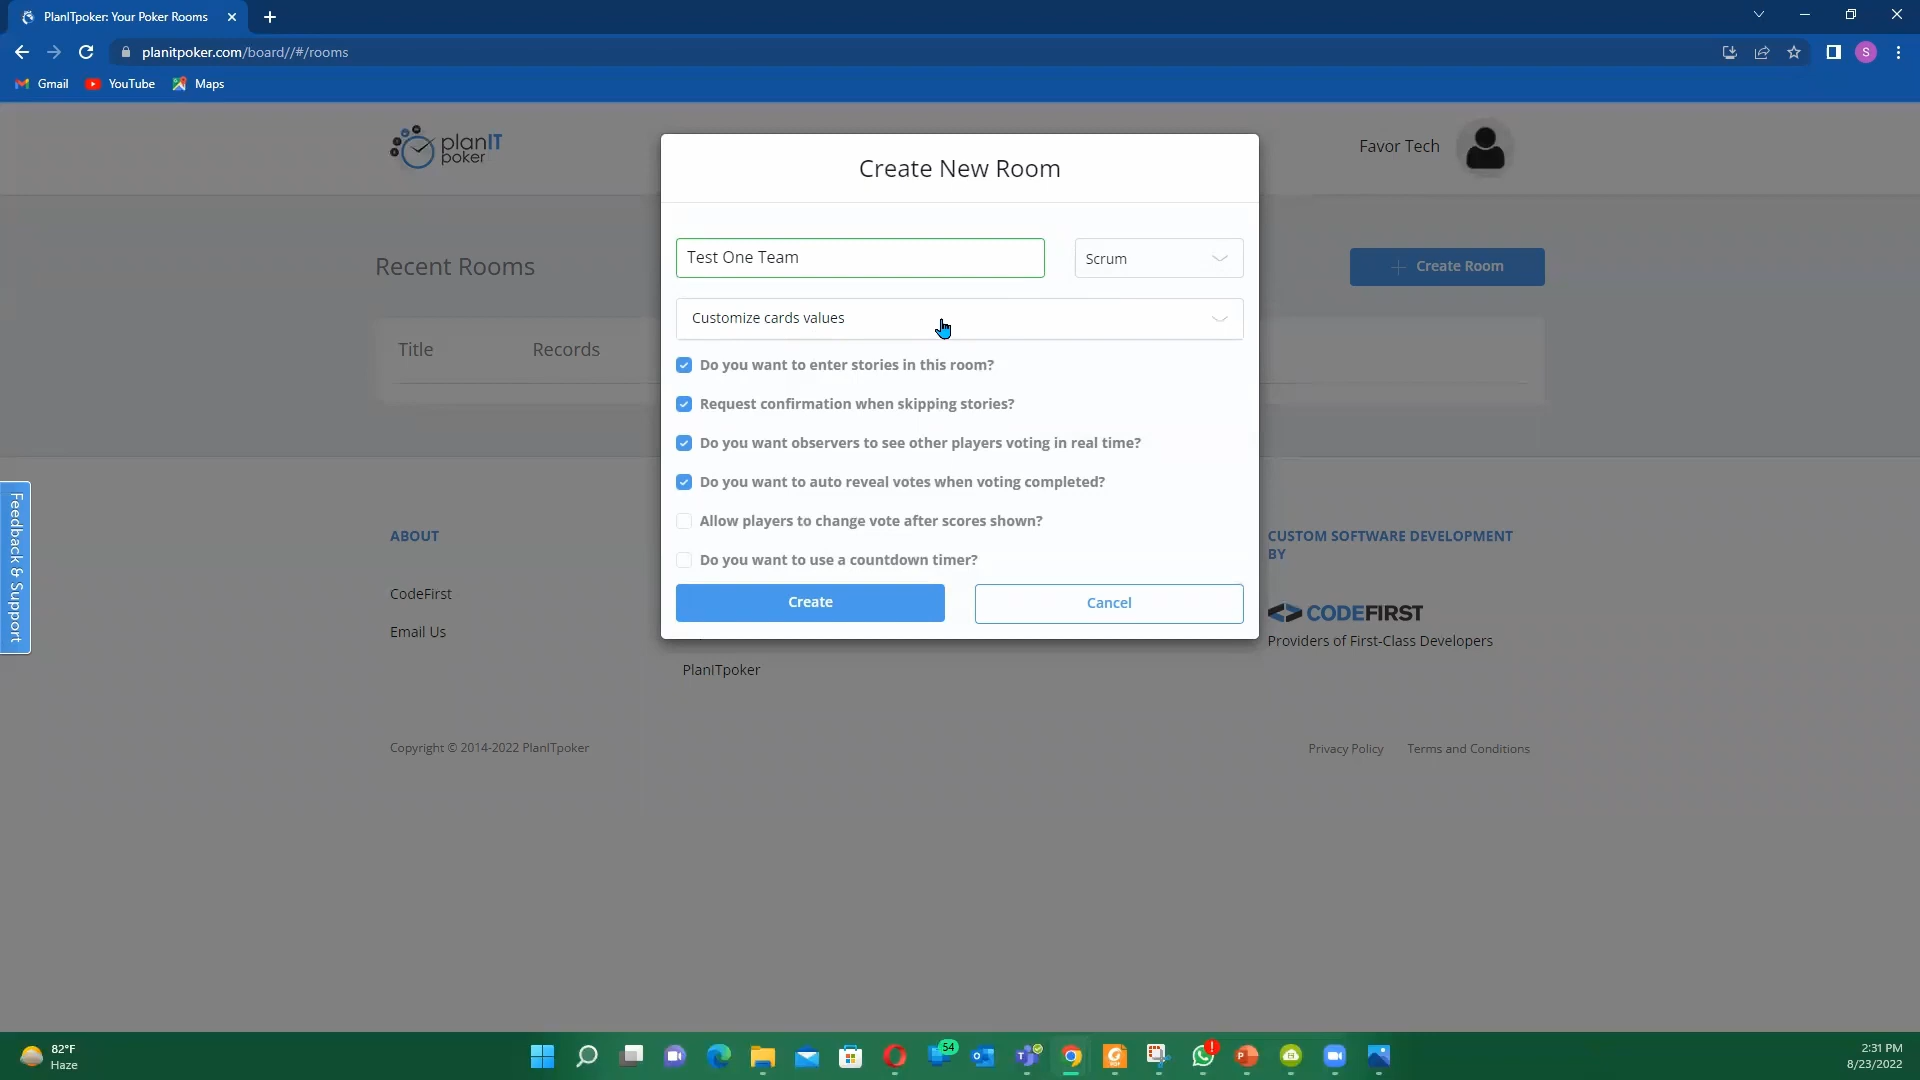 PlanITpoker: Your Poker Rooms
planitpoker.com/board//#/rooms
S
Gmail
YouTube
Maps
planIT
poker
Favor Tech
Create New Room
Test One Team
Scrum
Recent Rooms
Create Room
Customize cards values
Title
Records
Do you want to enter stories in this room?
Request confirmation when skipping stories?
Do you want observers to see other players voting in real time?
Do you want to auto reveal votes when voting completed?
Allow players to change vote after scores shown?
Do you want to use a countdown timer?
Create
Cancel
Feedback & Support
ABOUT
CodeFirst
Email Us
PlanITpoker
CUSTOM SOFTWARE DEVELOPMENT
BY
CODEFIRST
Providers of First-Class Developers
Copyright © 2014-2022 PlanITpoker
Privacy Policy
Terms and Conditions
82°F
Haze
54
2:31 PM
8/23/2022